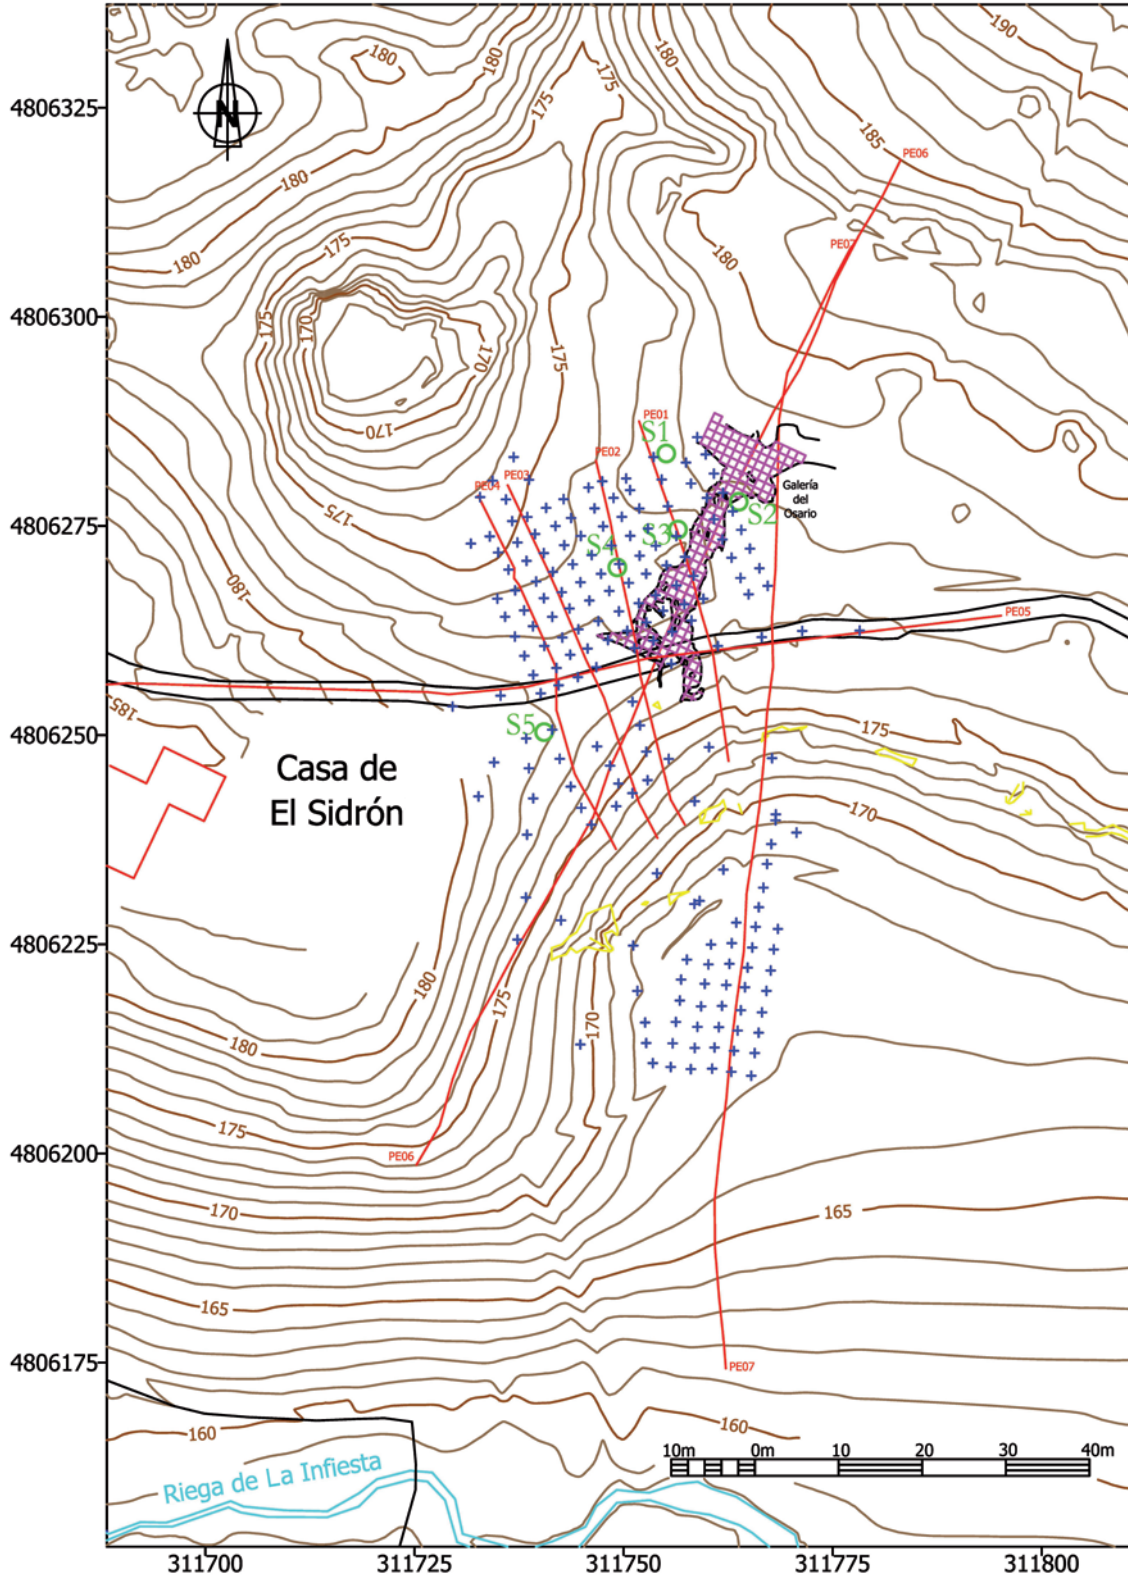 190
180
180
175
180
175
4806325
N
185
PE06
180
175
PE07
180
180
4806300
175
170
175
170
170
PE01
S1
PE02
PE03
PE04
Galería
del
Osario
175
4806275
S3
S2
S4
180
PE05
185
S5
4806250
175
Casa de
El Sidrón
170
4806225
180
175
170
180
175
4806200
PE06
170
165
165
4806175
PE07
160
160
10m 0m 10 20 30 40m
Riega de La Infiesta
311700 311725 311750 311775 311800